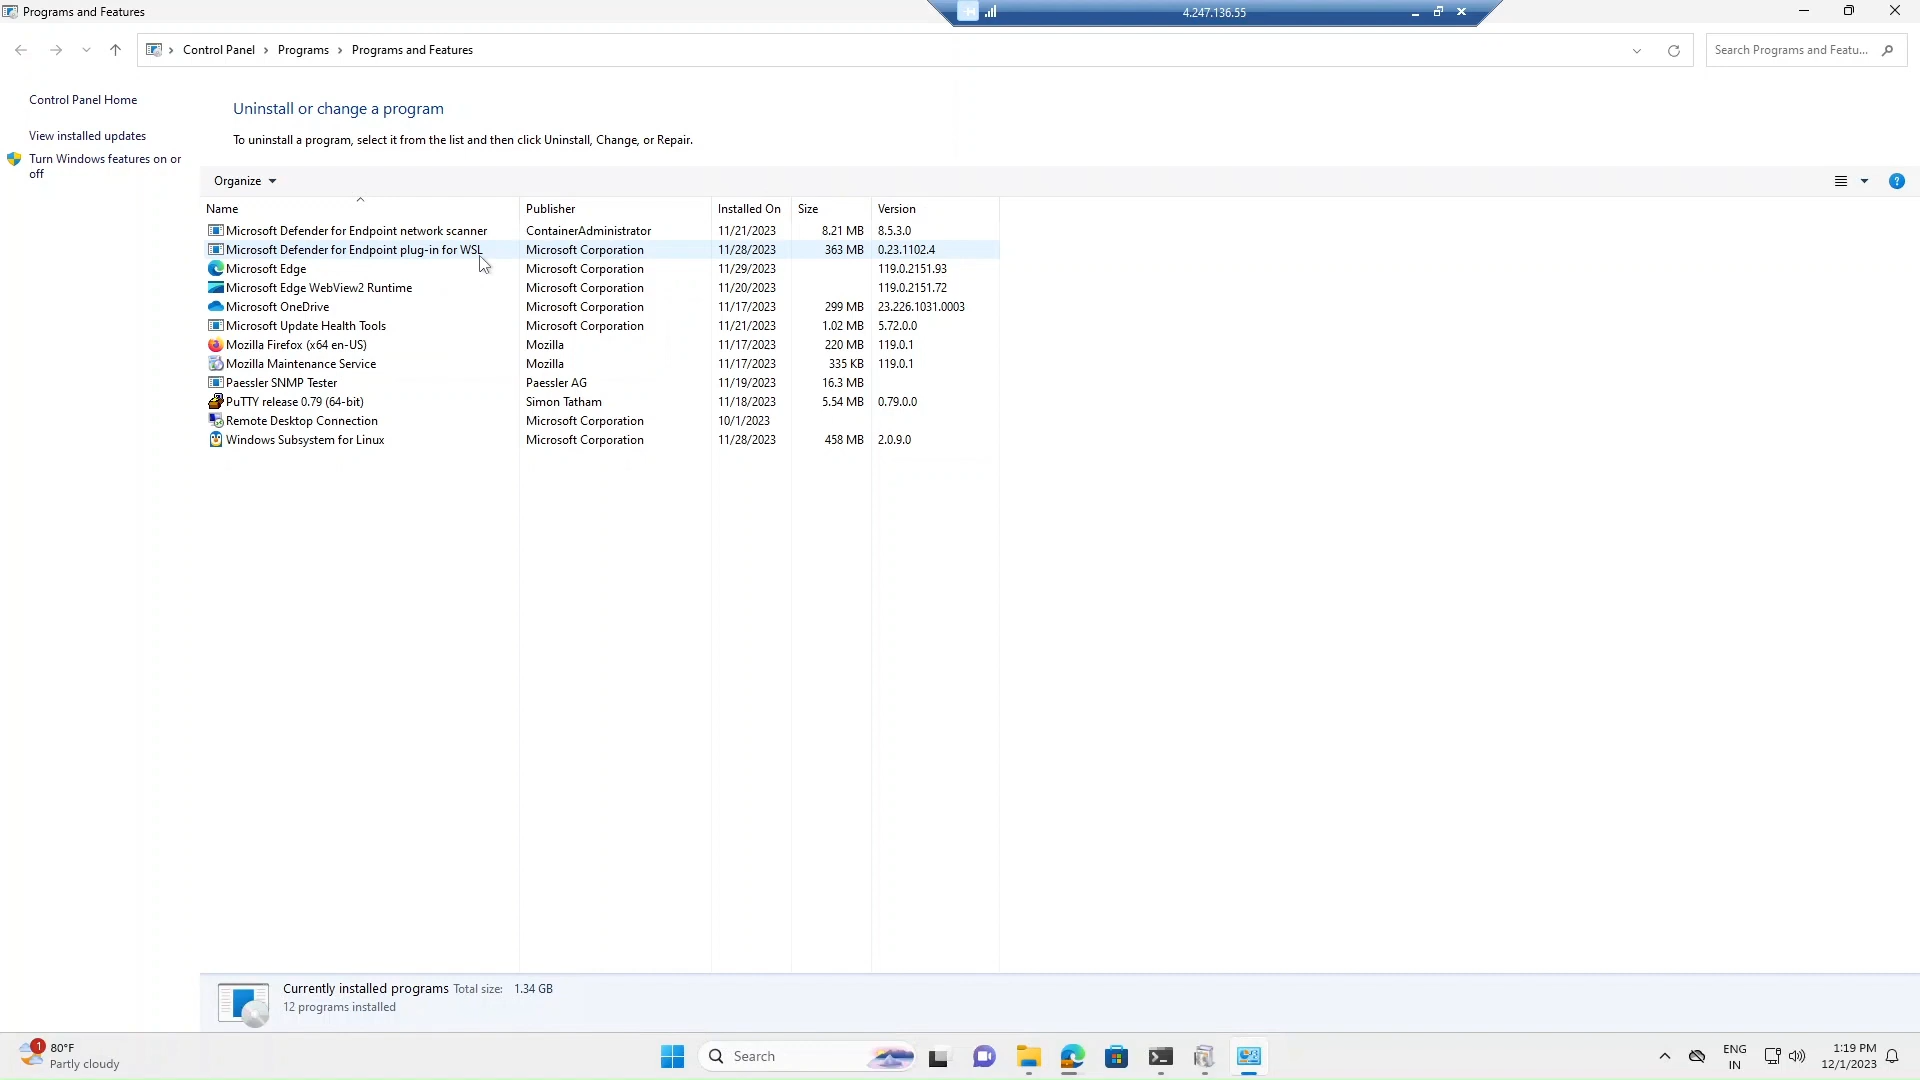 Programs and Features
4.247.136.55
Control Panel > Programs > Programs and Features
Search Programs and Featu...
Control Panel Home
View installed updates
Turn Windows features on or
off
Uninstall or change a program
To uninstall a program, select it from the list and then click Uninstall, Change, or Repair.
Organize
Name Publisher Installed On Size Version
Microsoft Defender for Endpoint network scanner ContainerAdministrator 11/21/2023 8.21 MB 8.5.3.0
Microsoft Defender for Endpoint plug-in for WSL Microsoft Corporation 11/28/2023 363 MB 0.23.1102.4
Microsoft Edge Microsoft Corporation 11/29/2023 119.0.2151.93
Microsoft Edge WebView2 Runtime Microsoft Corporation 11/20/2023 119.0.2151.72
Microsoft OneDrive Microsoft Corporation 11/17/2023 299 MB 23.226.1031.0003
Microsoft Update Health Tools Microsoft Corporation 11/21/2023 1.02 MB 5.72.0.0
Mozilla Firefox (x64 en-US) Mozilla 11/17/2023 220 MB 119.0.1
Mozilla Maintenance Service Mozilla 11/17/2023 335 KB 119.0.1
Paessler SNMP Tester Paessler AG 11/19/2023 16.3 MB
PuTTY release 0.79 (64-bit) Simon Tatham 11/18/2023 5.54 MB 0.79.0.0
Remote Desktop Connection Microsoft Corporation 10/1/2023
Windows Subsystem for Linux Microsoft Corporation 11/28/2023 458 MB 2.0.9.0
Currently installed programs Total size: 1.34 GB
12 programs installed
1
80°F
Partly cloudy
Search
ENG
IN
1:19 PM
12/1/2023